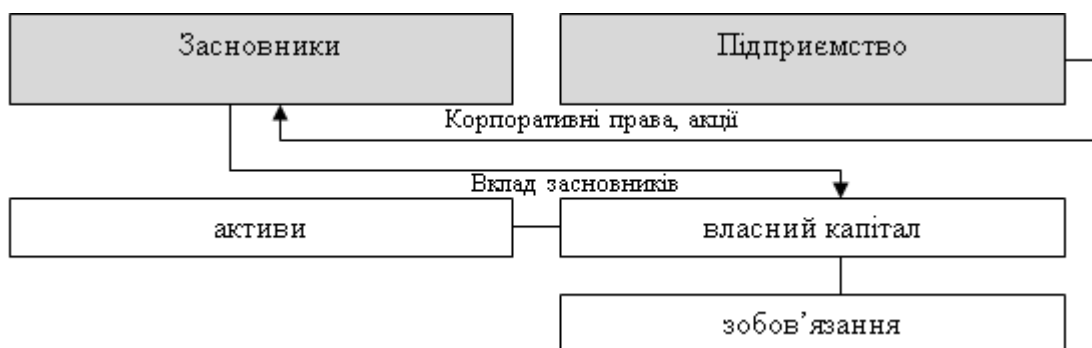 Засновники
Підприємство
Корпоративні права, акції
Вклад засновників
активи
власний капітал
зобов’язання